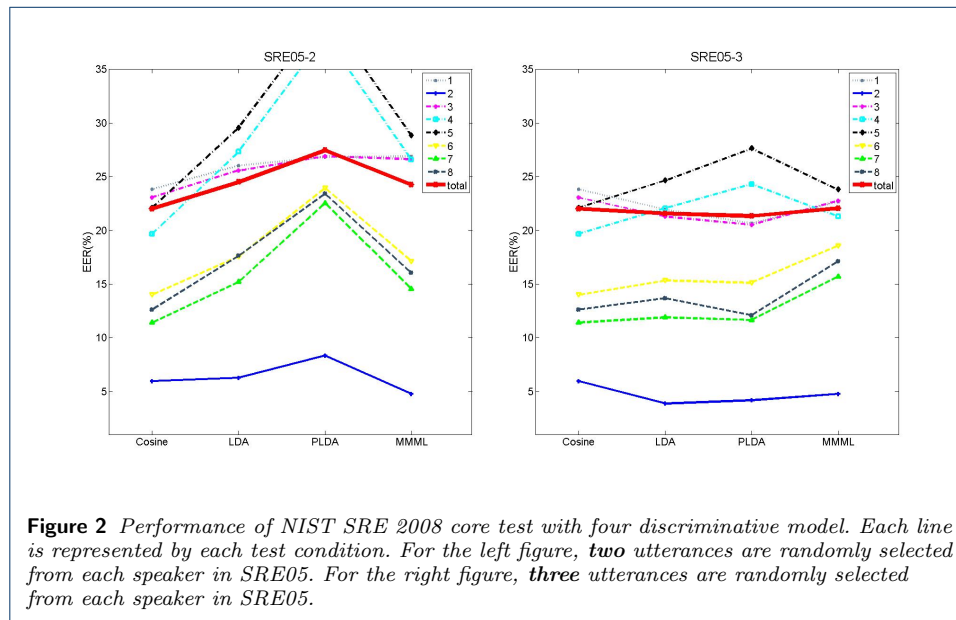 SRE05-2
35
30
25
20
15
10
5
EER(%)
Cosine LDA PLDA MMML
1
2
3
4
5
6
7
8
total
SRE05-3
35
30
25
20
15
10
5
EER(%)
Cosine LDA PLDA MMML
1
2
3
4
5
6
7
8
total
Figure 2 Performance of NIST SRE 2008 core test with four discriminative model. Each line
is represented by each test condition. For the left figure, two utterances are randomly selected
from each speaker in SRE05. For the right figure, three utterances are randomly selected
from each speaker in SRE05.